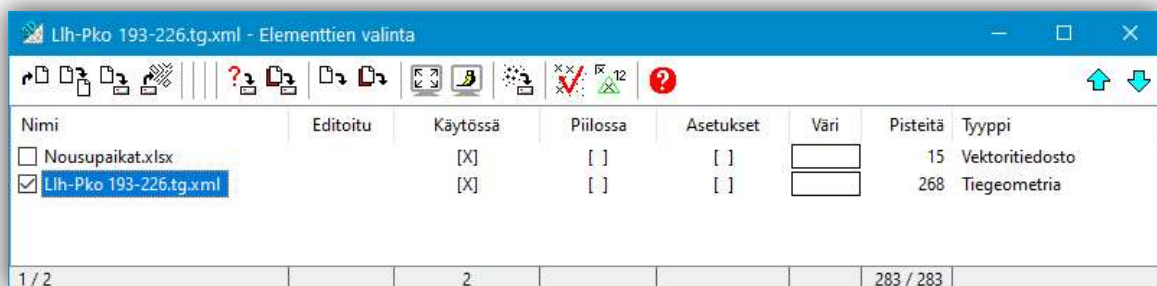 Llh-Pko 193-226.tg.xml - Elementtien valinta
? 12 ?
Nimi Editoitu Käytössä Piilossa Asetukset Väri Pisteitä Tyyppi
Nousupaikat.xlsx [X] [ ] [ ] 15 Vektoritiedosto
Llh-Pko 193-226.tg.xml [X] [ ] [ ] 268 Tiegeometria
1 / 2 2 283 / 283